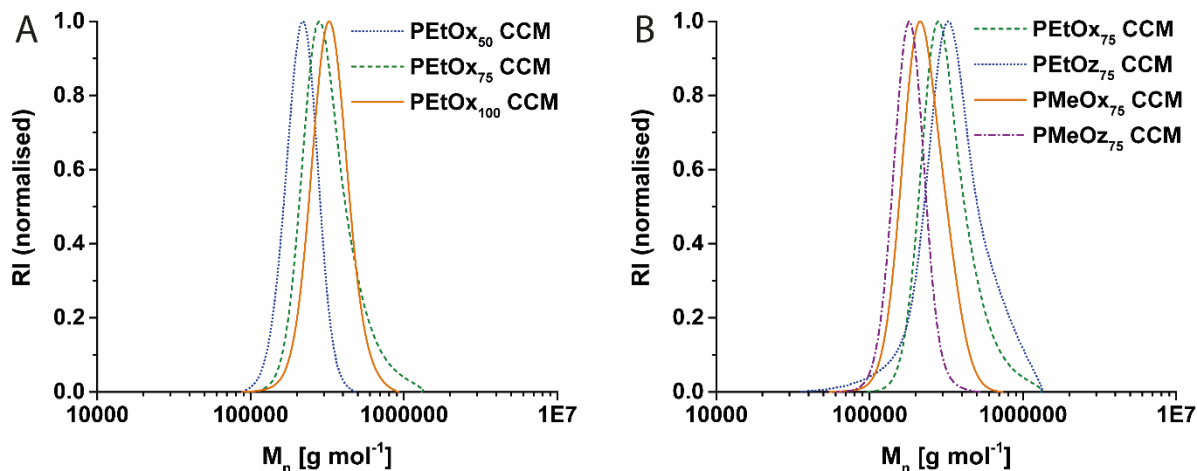 A
PEtOx50 CCM
PEtOx75 CCM
PEtOx100 CCM
RI (normalised)
1.0
0.8
0.6
0.4
0.2
0.0
10000 100000 1000000 1E7
Mn [g mol-1]
B
PEtOx75 CCM
PEtOz75 CCM
PMeOx75 CCM
PMeOz75 CCM
RI (normalised)
1.0
0.8
0.6
0.4
0.2
0.0
10000 100000 1000000 1E7
Mn [g mol-1]